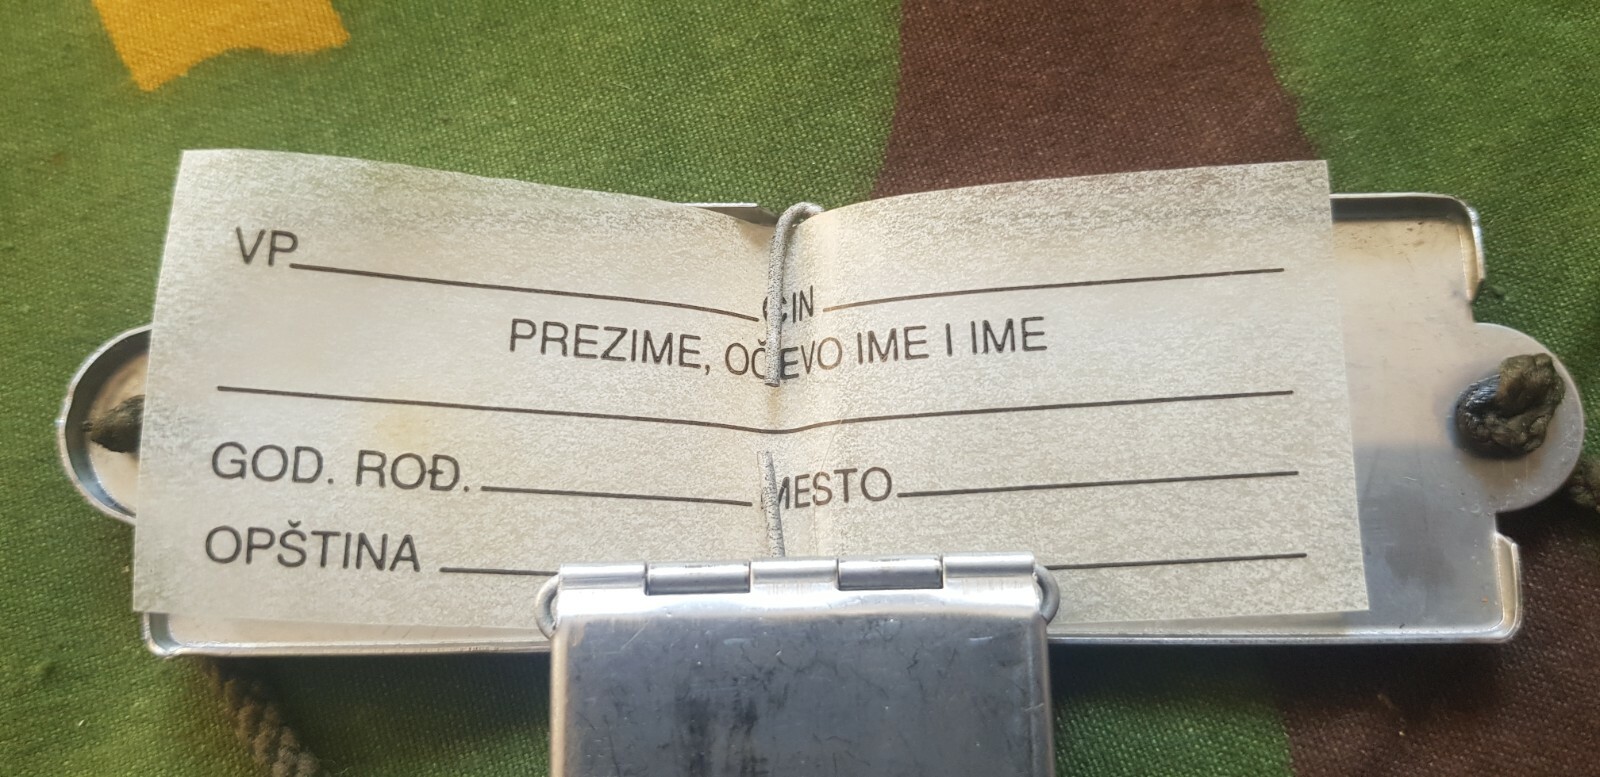 VP ČIN
PREZIME, OČEVO IME I IME
GOD. ROĐ. MESTO
OPŠTINA